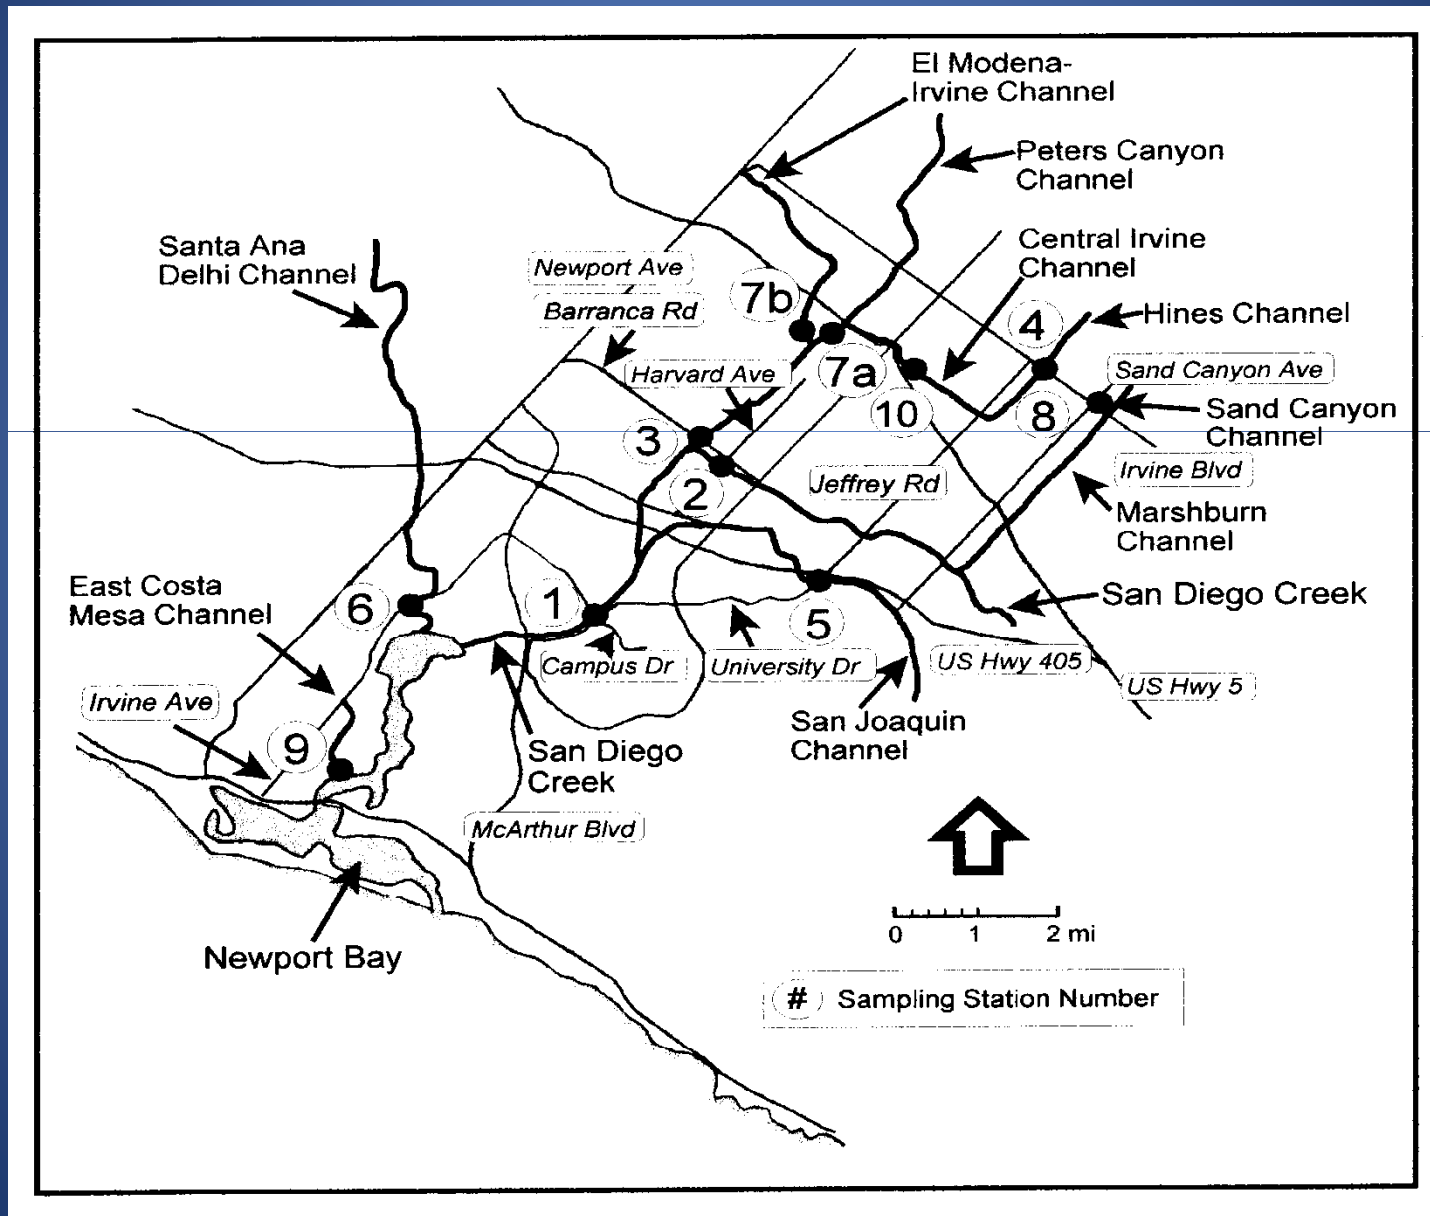 El Modena-
Irvine Channel
Peters Canyon
Channel
Santa Ana
Delhi Channel
Central Irvine
Channel
Newport Ave
7b
Barranca Rd
4
Hines Channel
Harvard Ave
7a
Sand Canyon Ave
10
8
Sand Canyon
Channel
3
2
Jeffrey Rd
Irvine Blvd
Marshburn
Channel
East Costa
Mesa Channel
6
1
5
San Diego Creek
Campus Dr
University Dr
US Hwy 405
US Hwy 5
Irvine Ave
9
San Diego
Creek
San Joaquin
Channel
McArthur Blvd
Newport Bay
0 1 2 mi
# Sampling Station Number